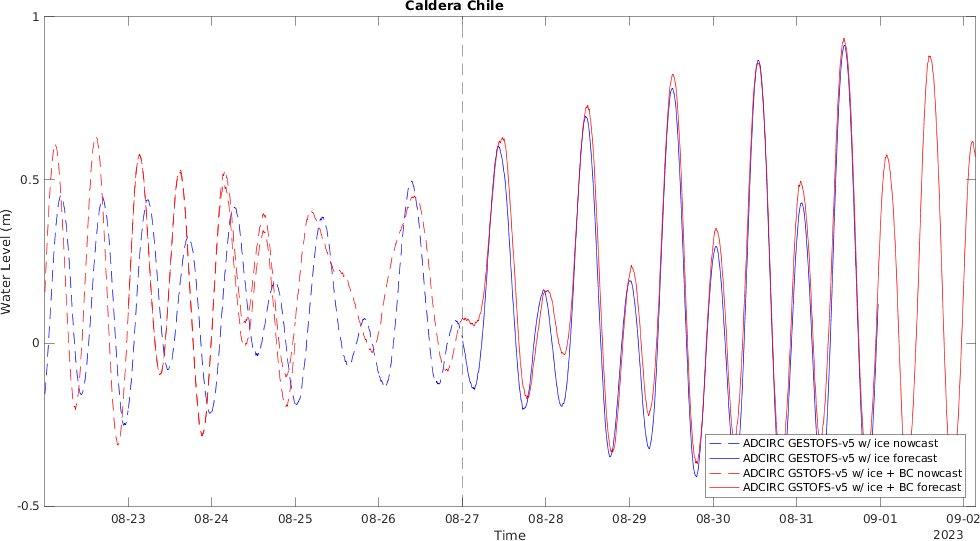 Caldera Chile
1
0.5
0
-0.5
Water Level (m)
ADCIRC GESTOFS-v5 w/ ice nowcast
ADCIRC GESTOFS-v5 w/ ice forecast
ADCIRC GSTOFS-v5 w/ ice + BC nowcast
ADCIRC GSTOFS-v5 w/ ice + BC forecast
08-23 08-24 08-25 08-26 08-27 08-28 08-29 08-30 08-31 09-01 09-02
Time
2023